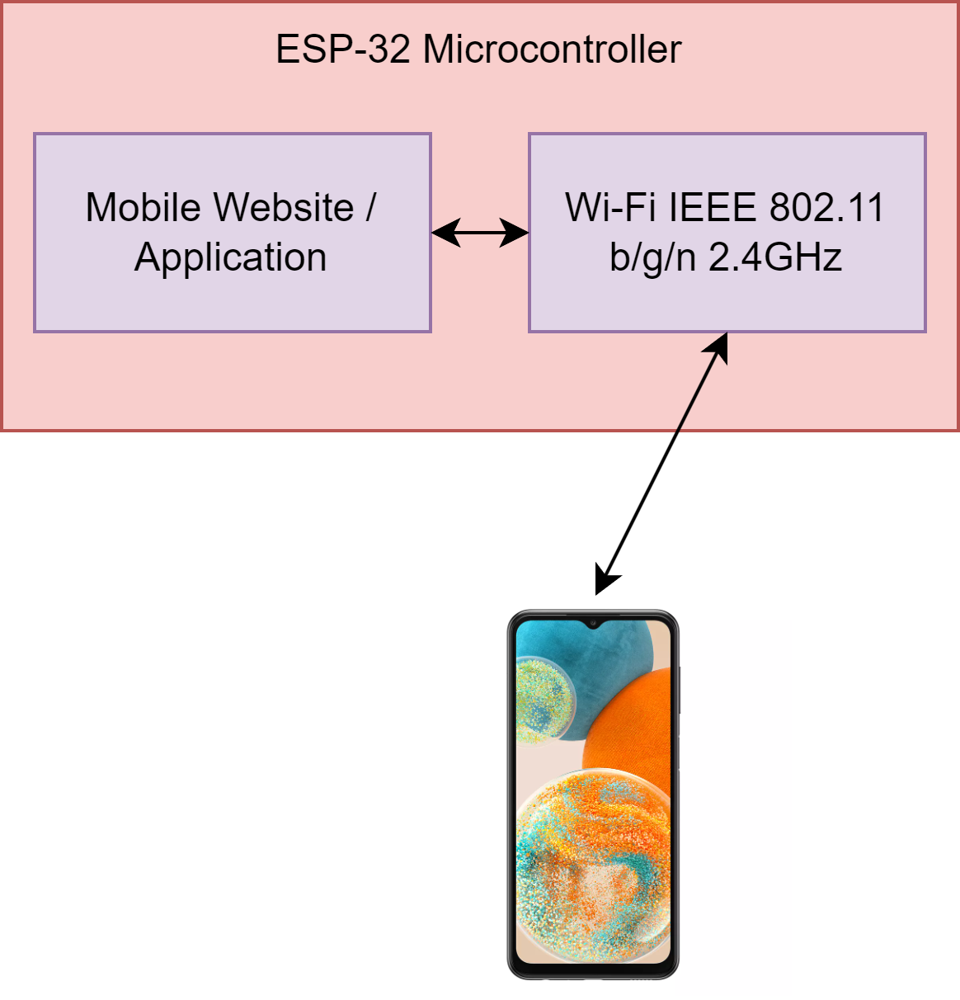 ESP-32 Microcontroller
Mobile Website /
Application
Wi-Fi IEEE 802.11
b/g/n 2.4GHz